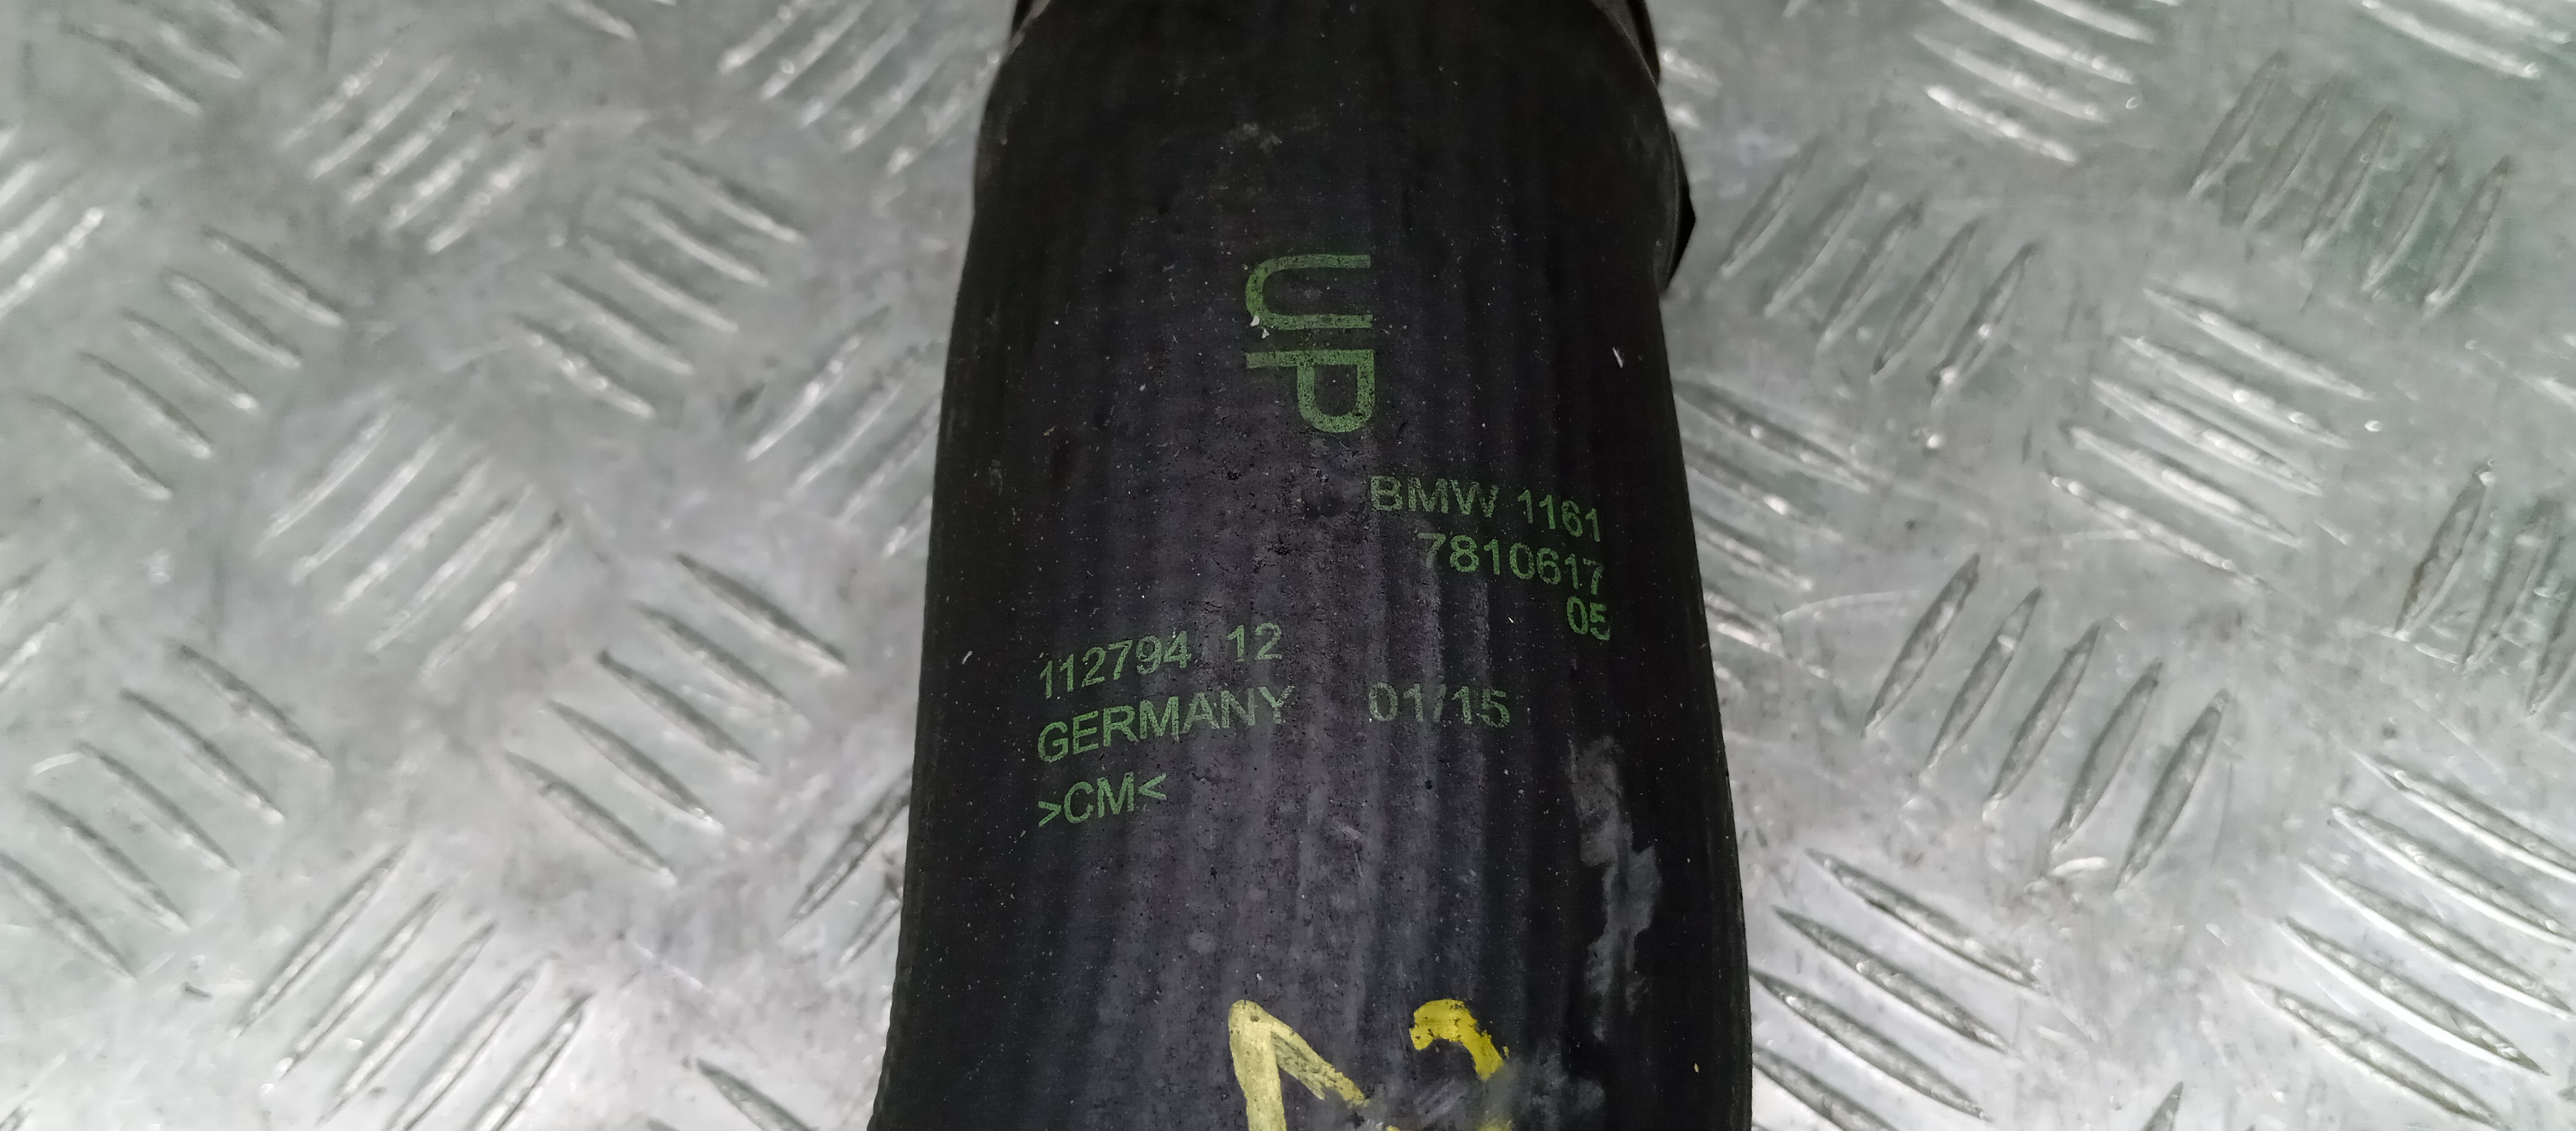 UP
BMW 1161
7810617
05
112794 12
GERMANY 01/15
>CM<